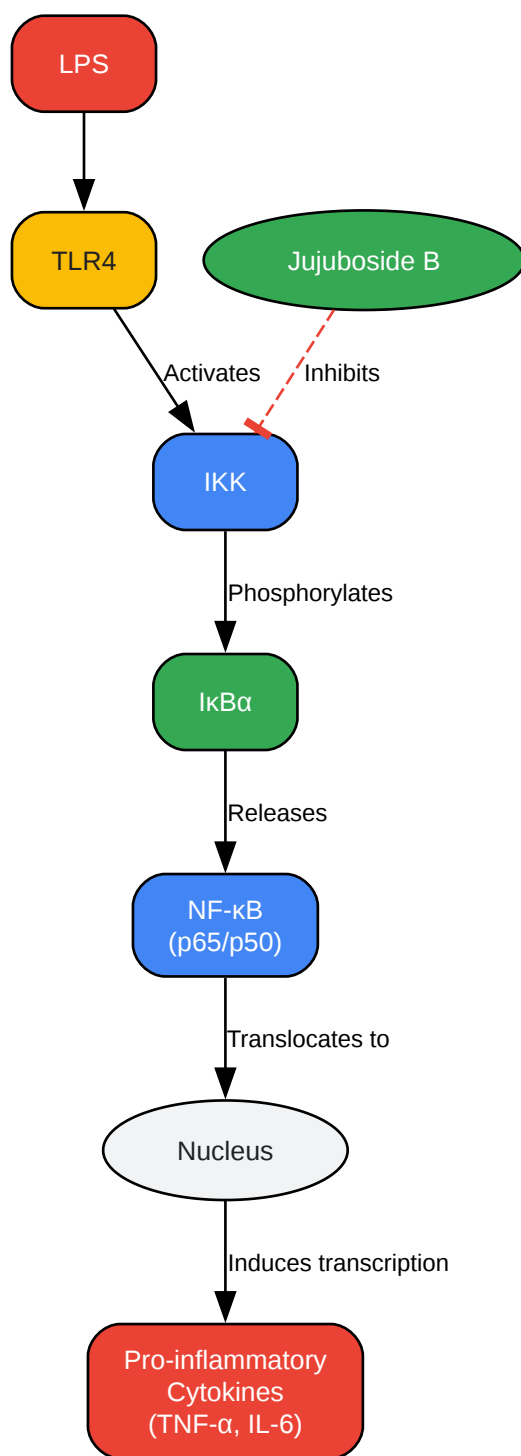 LPS
TLR4
Jujuboside B
Activates
Inhibits
IKK
Phosphorylates
IκBα
Releases
NF-κB
(p65/p50)
Translocates to
Nucleus
Induces transcription
Pro-inflammatory
Cytokines
(TNF-α, IL-6)